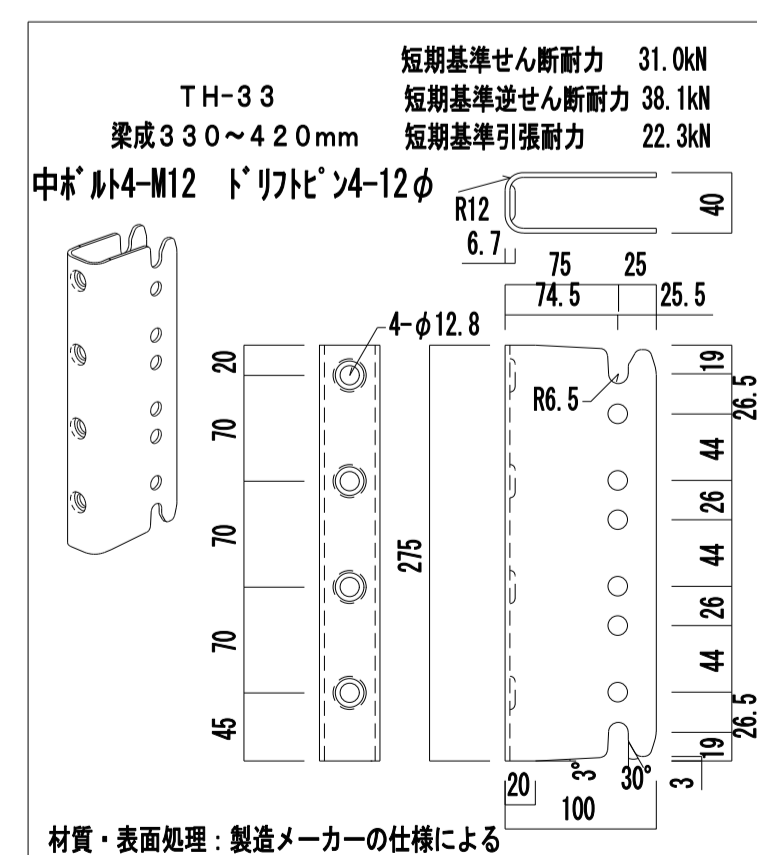 短期基準せん断耐力 31.0kN
TH-33
短期基準逆せん断耐力 38.1kN
梁成330～420mm
短期基準引張耐力 22.3kN
中ﾎﾞﾙﾄ4-M12 ﾄﾞﾘﾌﾄﾋﾟﾝ4-12φ
R12
40
6.7
75 25
74.5 25.5
4-φ12.8
20
70
70
70
45
275
R6.5
19
26.5
44
26
44
26
44
26.5
19
20
3°
30°
3
100
材質・表面処理：製造メーカーの仕様による